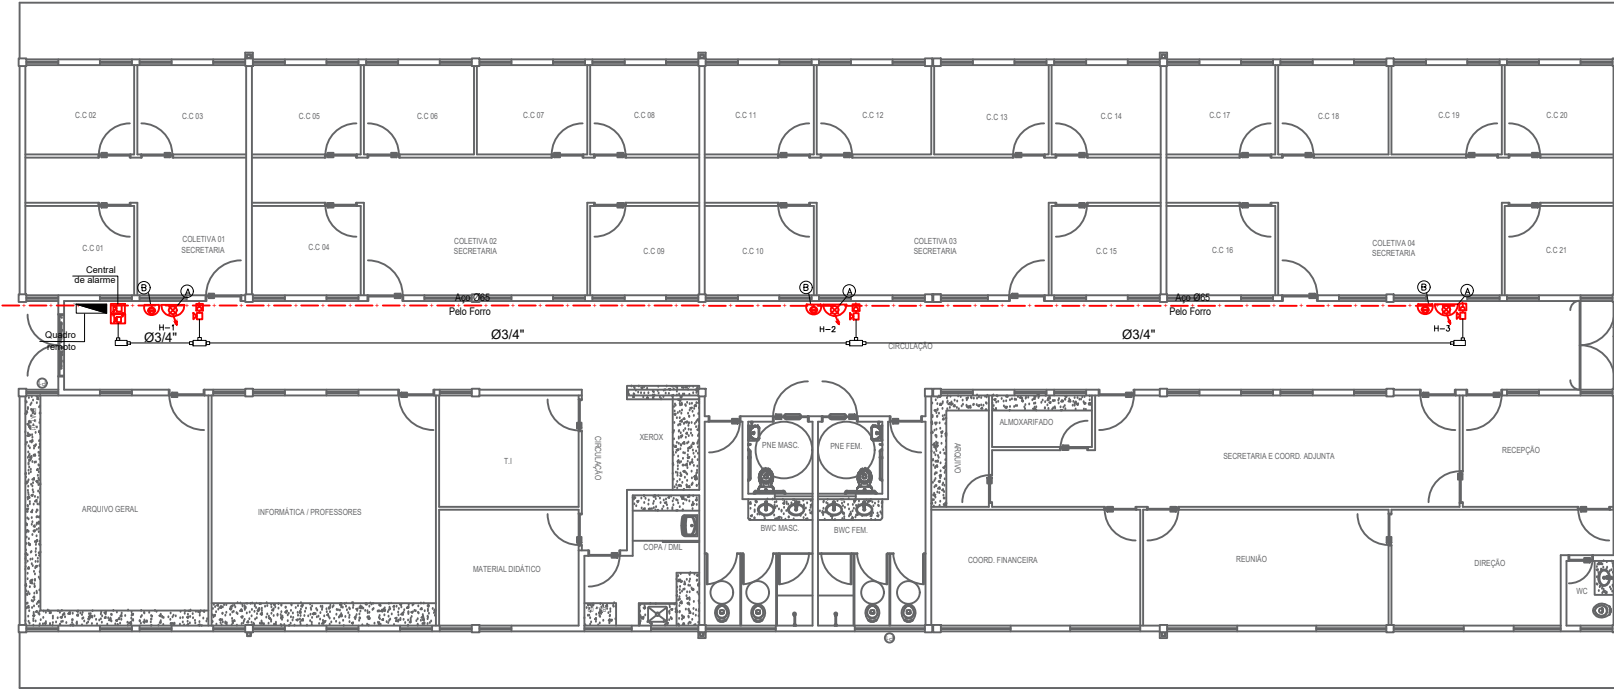 C.C 02
C.C 03
C.C 05
C.C 06
C.C 07
C.C 08
C.C 11
C.C 12
C.C 13
C.C 14
C.C 17
C.C 18
C.C 19
C.C 20
C.C 01
COLETIVA 01
SECRETARIA
C.C 04
COLETIVA 02
SECRETARIA
C.C 09
C.C 10
COLETIVA 03
SECRETARIA
C.C 15
C.C 16
COLETIVA 04
SECRETARIA
C.C 21
Central
de alarme
B
A
B
A
B
A
Aço Ø65
Pelo Forro
Aço Ø65
Pelo Forro
Quadro
remoto
H-1
Ø3/4"
Ø3/4"
H-2
Ø3/4"
H-3
CIRCULAÇÃO
ARQUIVO GERAL
INFORMÁTICA / PROFESSORES
T.I
MATERIAL DIDÁTICO
CIRCULAÇÃO
XEROX
COPA / DML
PNE MASC.
PNE FEM.
BWC MASC.
BWC FEM.
ARQUIVO
ALMOXARIFADO
SECRETARIA E COORD. ADJUNTA
RECEPÇÃO
COORD. FINANCEIRA
REUNIÃO
DIREÇÃO
WC